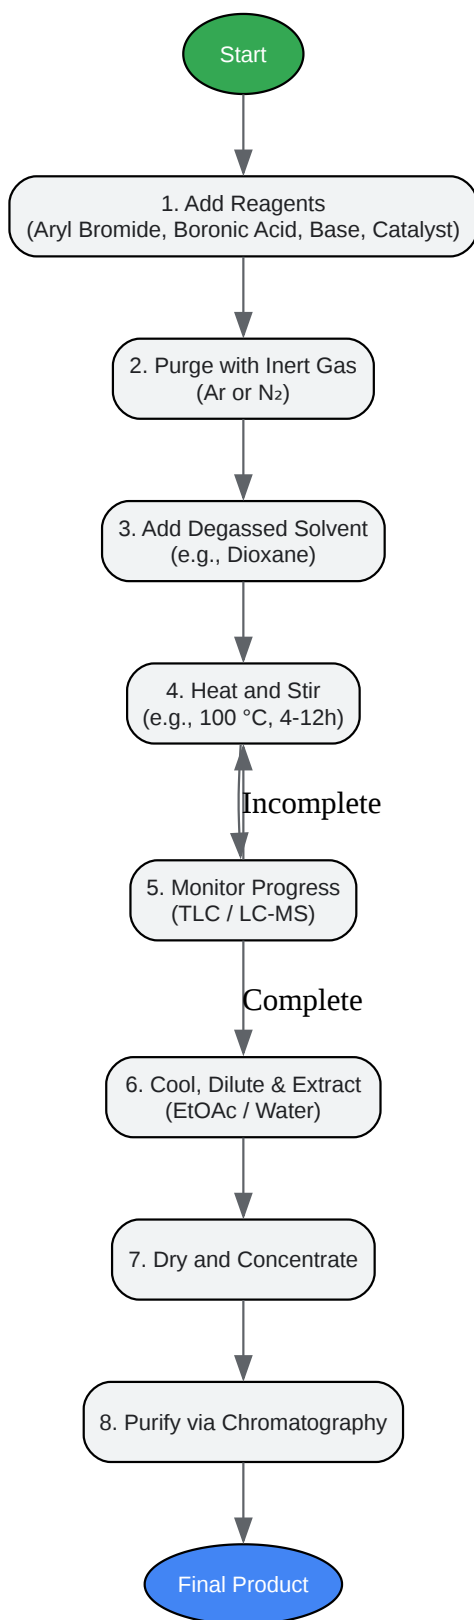 Start
1. Add Reagents
(Aryl Bromide, Boronic Acid, Base, Catalyst)
2. Purge with Inert Gas
(Ar or N₂)
3. Add Degassed Solvent
(e.g., Dioxane)
4. Heat and Stir
(e.g., 100 °C, 4-12h)
Incomplete
5. Monitor Progress
(TLC / LC-MS)
Complete
6. Cool, Dilute & Extract
(EtOAc / Water)
7. Dry and Concentrate
8. Purify via Chromatography
Final Product